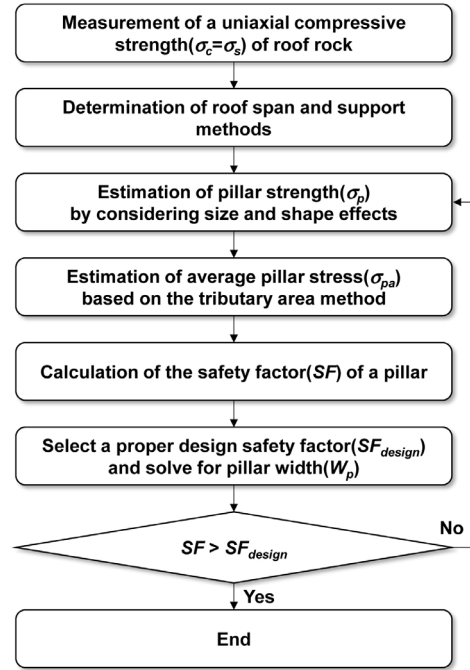 Measurement of a uniaxial compressive
strength(σc=σs) of roof rock
Determination of roof span and support
methods
Estimation of pillar strength(σp)
by considering size and shape effects
Estimation of average pillar stress(σpa)
based on the tributary area method
Calculation of the safety factor(SF) of a pillar
Select a proper design safety factor(SFdesign)
and solve for pillar width(Wp)
SF > SFdesign
No
Yes
End